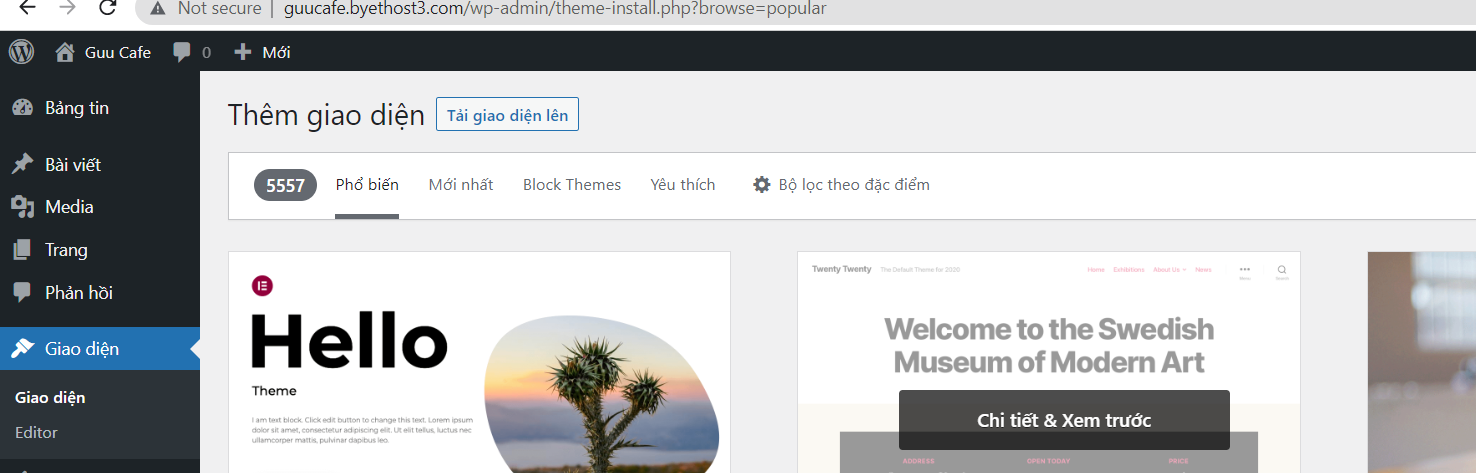 Not secure | guucafe.byethost3.com/wp-admin/theme-install.php?browse=popular
Guu Cafe 0 Mới
Bảng tin
Bài viết
Media
Trang
Phản hồi
Giao diện
Giao diện
Editor
Thêm giao diện Tải giao diện lên
5557 Phổ biến Mới nhất Block Themes Yêu thích Bộ lọc theo đặc điểm
Hello
Theme
I am text block. Click edit button to change this text. Lorem ipsum
dolor sit amet, consectetur adipiscing elit. Ut elit tellus, luctus nec
ullamcorper mattis, pulvinar dapibus leo.
Twenty Twenty The Default Theme for 2020 Home Exhibitions About Us News Menu Search
Welcome to the Swedish
Museum of Modern Art
Chi tiết & Xem trước
ADDRESS OPEN TODAY PRICE